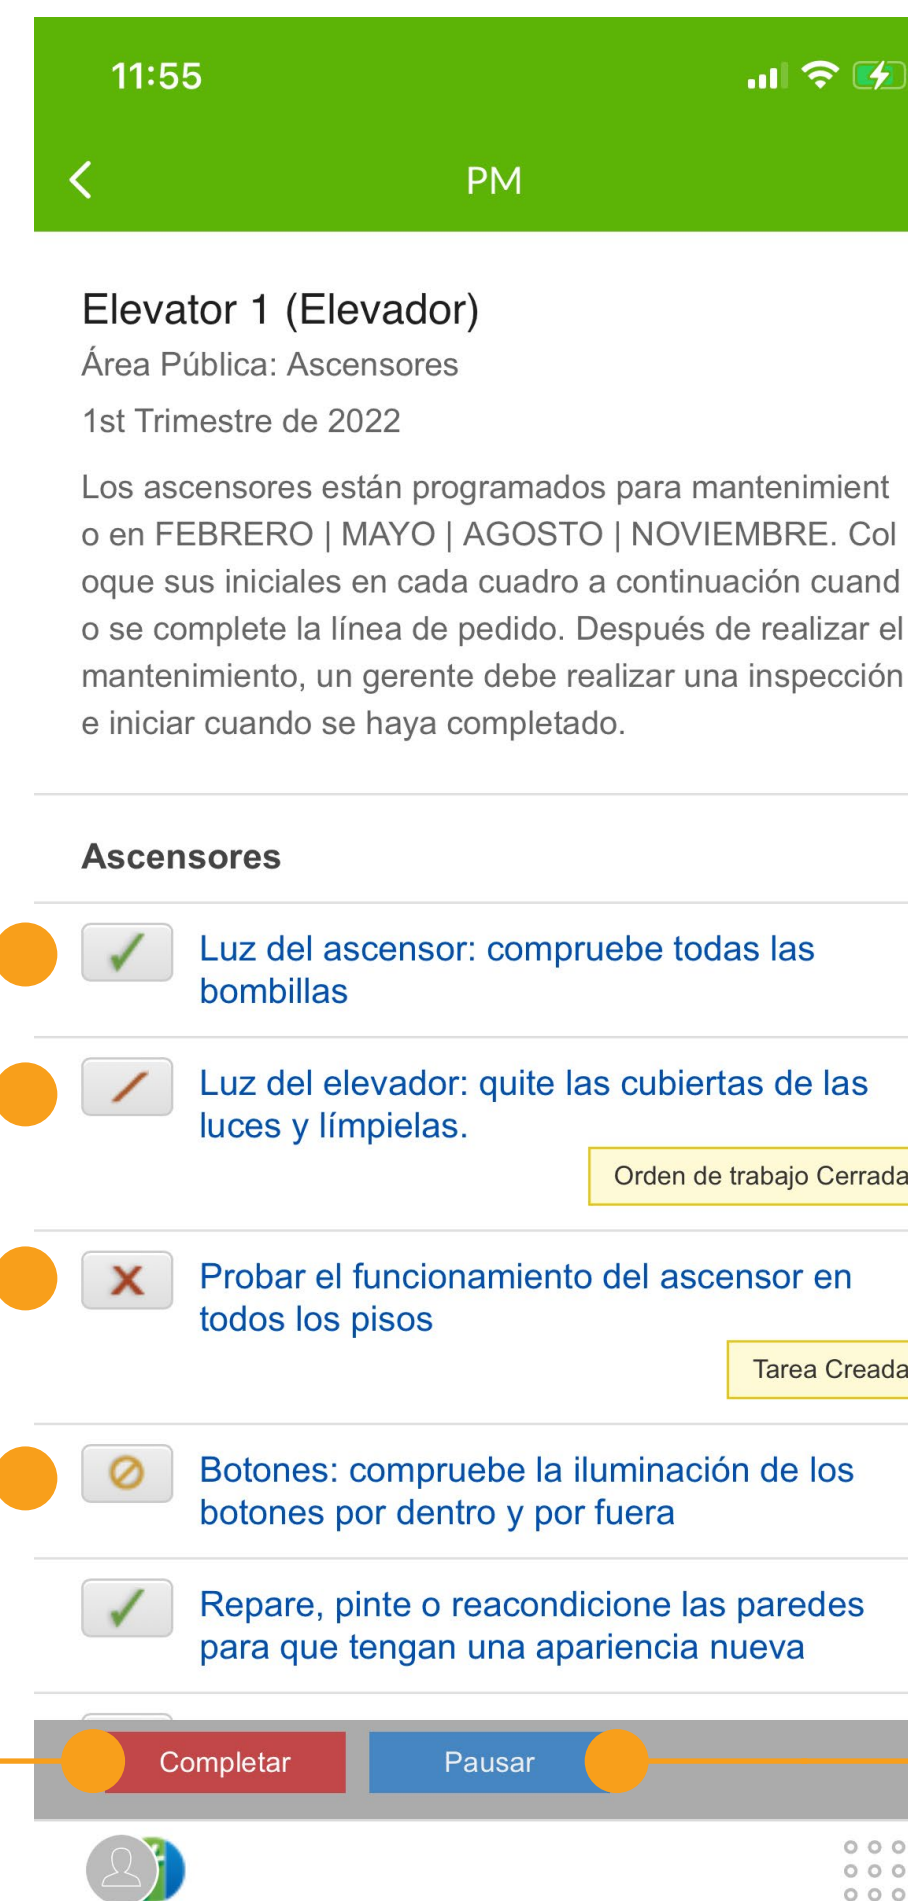 11:55
PM
Elevator 1 (Elevador)
Área Pública: Ascensores
1st Trimestre de 2022
Los ascensores están programados para mantenimient
o en FEBRERO | MAYO | AGOSTO | NOVIEMBRE. Col
oque sus iniciales en cada cuadro a continuación cuand
o se complete la línea de pedido. Después de realizar el
mantenimiento, un gerente debe realizar una inspección
e iniciar cuando se haya completado.
Ascensores
Luz del ascensor: compruebe todas las
bombillas
Luz del elevador: quite las cubiertas de las
luces y límpielas.
Orden de trabajo Cerrada
Probar el funcionamiento del ascensor en
todos los pisos
Tarea Creada
Botones: compruebe la iluminación de los
botones por dentro y por fuera
Repare, pinte o reacondicione las paredes
para que tengan una apariencia nueva
Completar
Pausar